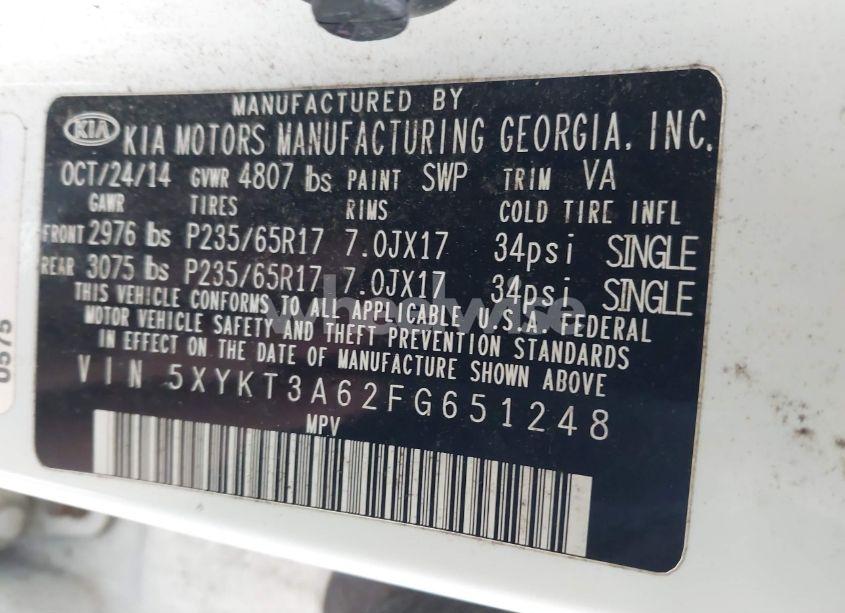 MANUFACTURED BY
KIA KIA MOTORS MANUFACTURING GEORGIA, INC.
OCT/24/14 GVWR 4807 lbs PAINT SWP TRIM VA
GAWR TIRES RIMS COLD TIRE INFL
FRONT 2976 lbs P235/65R17 7.0JX17 34psi SINGLE
REAR 3075 lbs P235/65R17 7.0JX17 34psi SINGLE
THIS VEHICLE CONFORMS TO ALL APPLICABLE U.S.A. FEDERAL
MOTOR VEHICLE SAFETY AND THEFT PREVENTION STANDARDS
IN EFFECT ON THE DATE OF MANUFACTURE SHOWN ABOVE
VIN 5XYKT3A62FG651248
MPV
0575